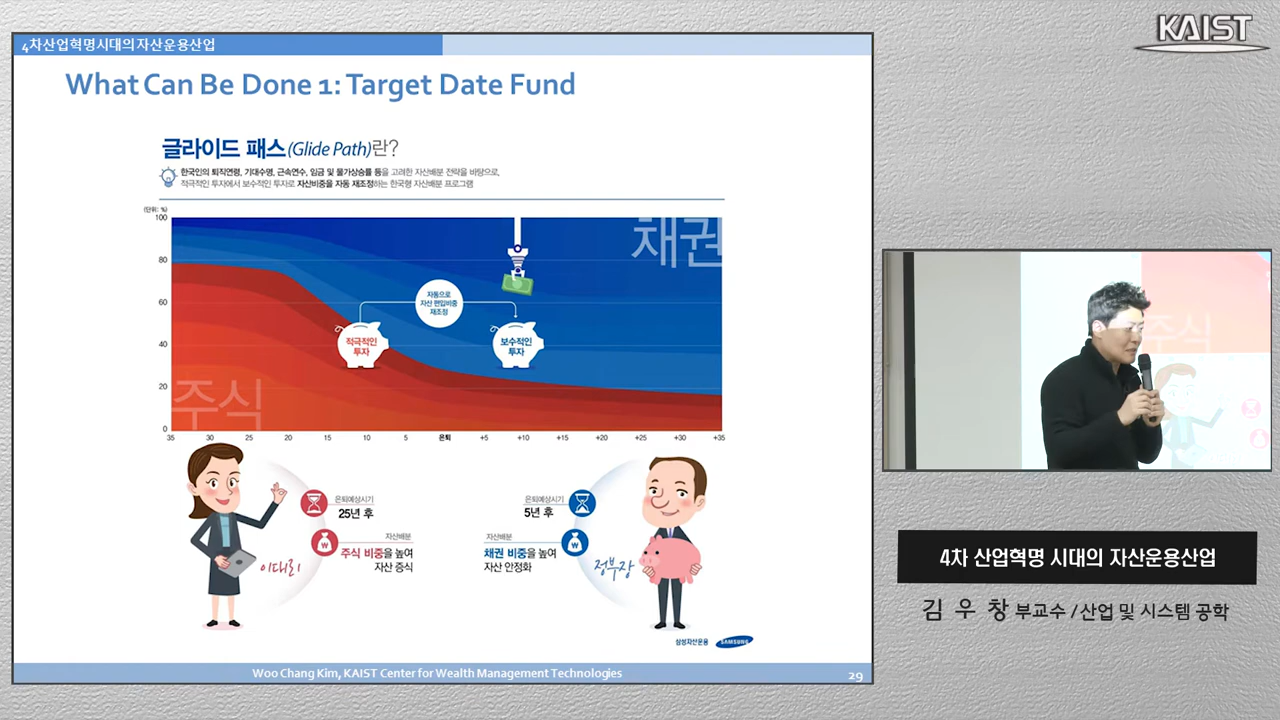 4차산업혁명시대의자산운용산업
What Can Be Done 1: Target Date Fund
글라이드 패스(Glide Path)란?
한국인의 퇴직연령, 기대수명, 근속연수, 임금 및 물가상승률 등을 고려한 자산배분 전략을 바탕으로,
적극적인 투자에서 보수적인 투자로 자산비중을 자동 재조정하는 한국형 자산배분 프로그램
(단위: %)
100
80
60
40
20
0
채권
주식
자동으로
자산 편입비중
재조정
적극적인
투자
보수적인
투자
35 30 25 20 15 10 5 은퇴 +5 +10 +15 +20 +25 +30 +35
은퇴예상시기
25년 후
자산배분
주식 비중을 높여
자산 증식
이대리
은퇴예상시기
5년 후
자산배분
채권 비중을 높여
자산 안정화
정부장
삼성자산운용 SAMSUNG
Woo Chang Kim, KAIST Center for Wealth Management Technologies
29
KAIST
주식
4차 산업혁명 시대의 자산운용산업
김 우 창 부교수 / 산업 및 시스템 공학